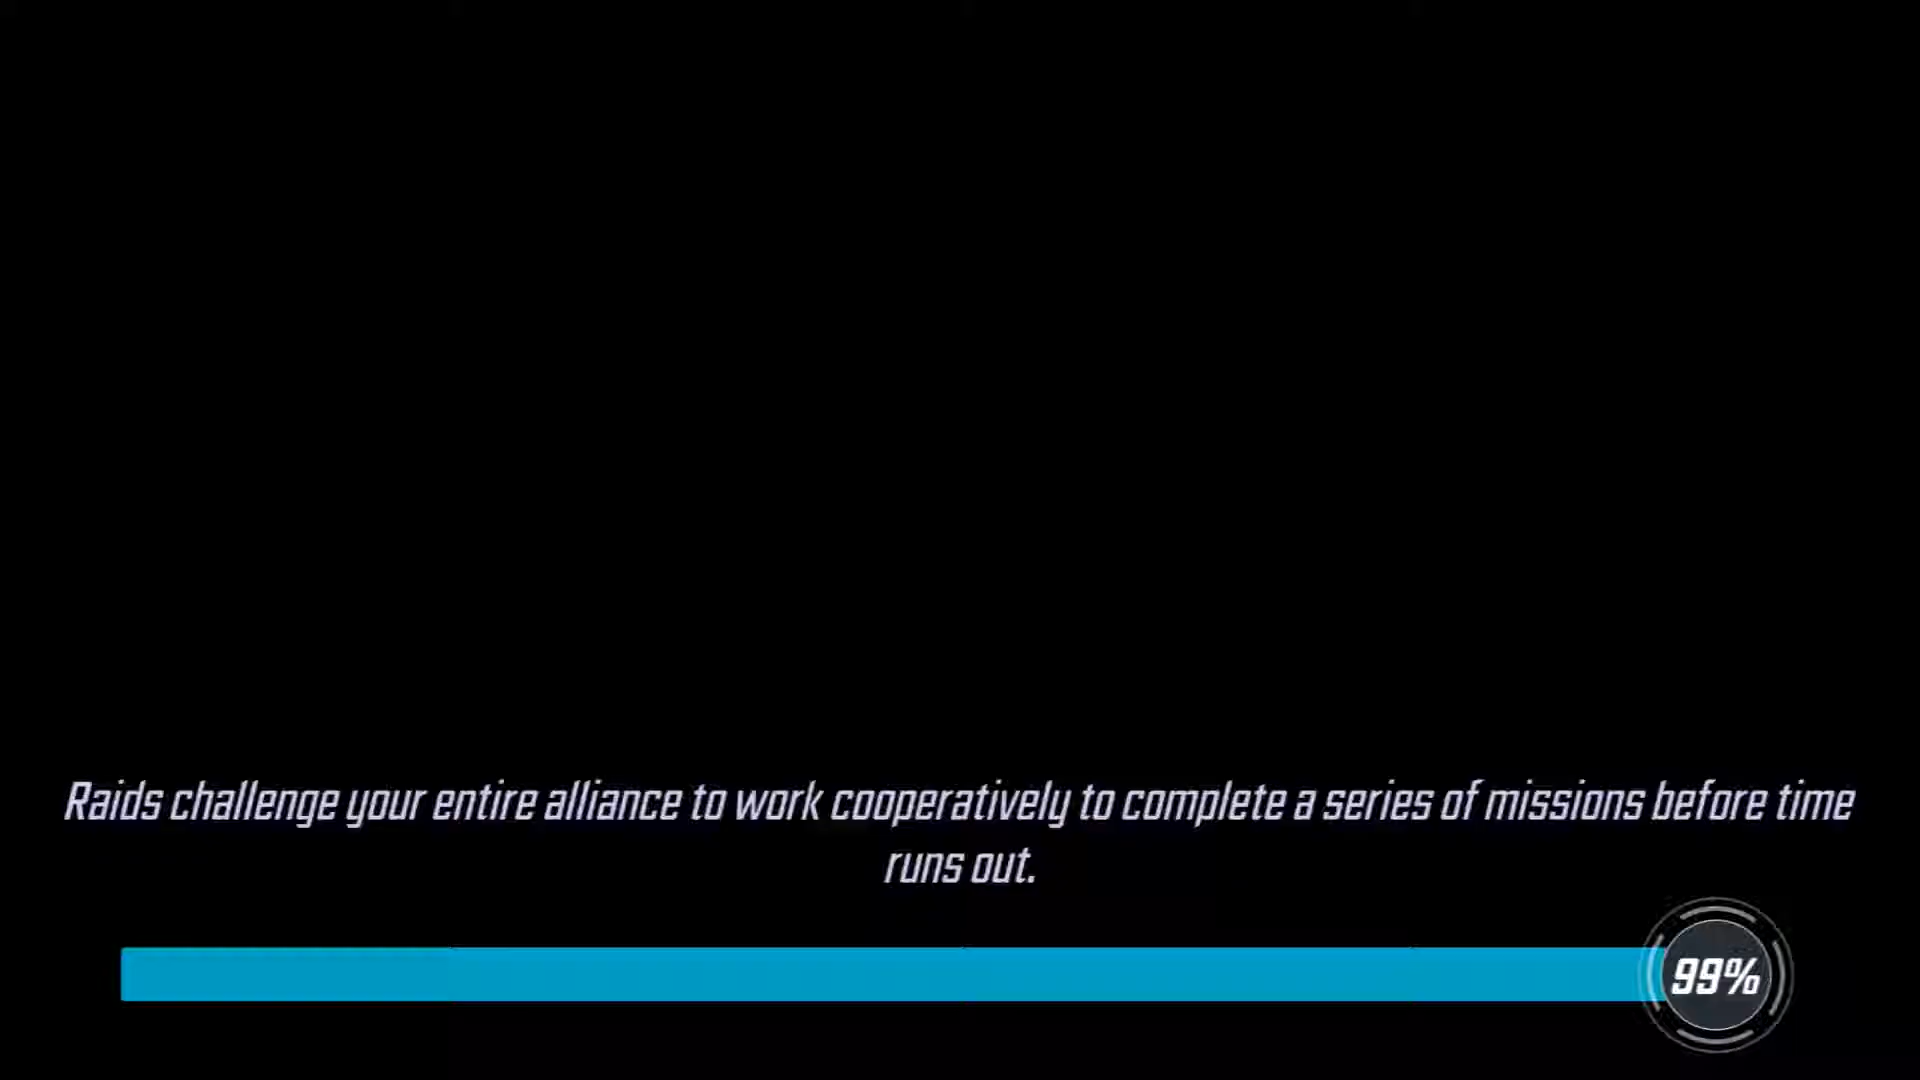 Raids challenge your entire alliance to work cooperatively to complete a series of missions before time
runs out.
99%